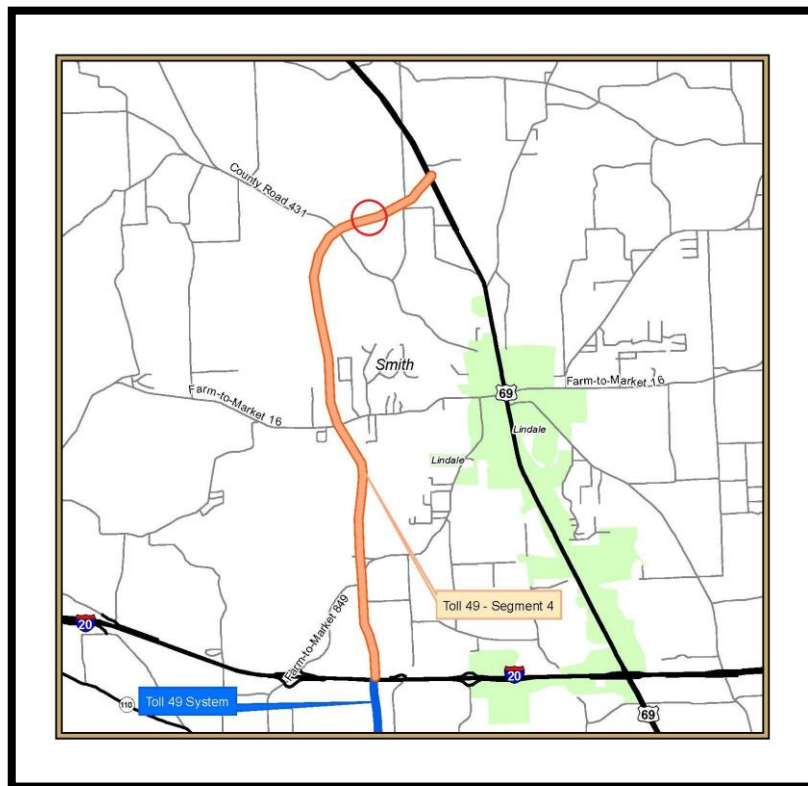 County Road 431
Smith
Farm-to-Market 16
69
Farm-to-Market 16
Lindale
Lindale
Toll 49 - Segment 4
Farm-to-Market 849
20
20
110
Toll 49 System
69